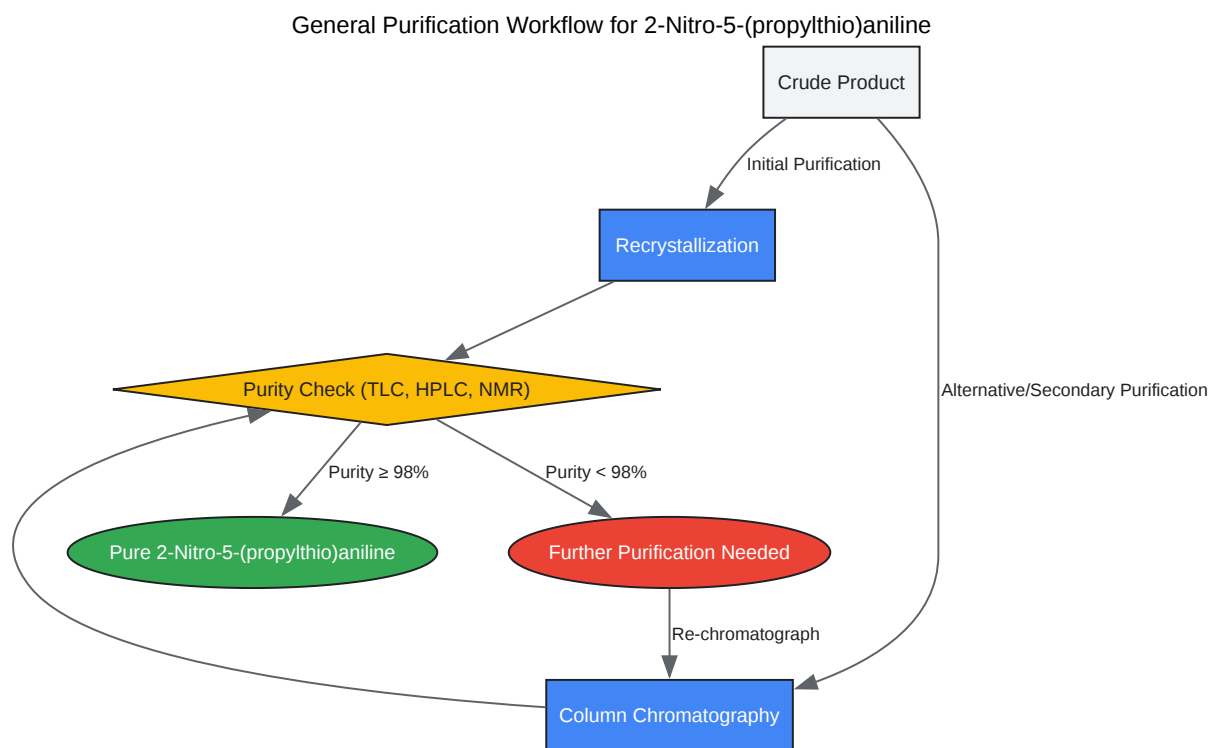 General Purification Workflow for 2-Nitro-5-(propylthio)aniline
Crude Product
Initial Purification
Recrystallization
Alternative/Secondary Purification
Purity Check (TLC, HPLC, NMR)
Purity ≥ 98%
Purity < 98%
Pure 2-Nitro-5-(propylthio)aniline
Further Purification Needed
Re-chromatograph
Column Chromatography